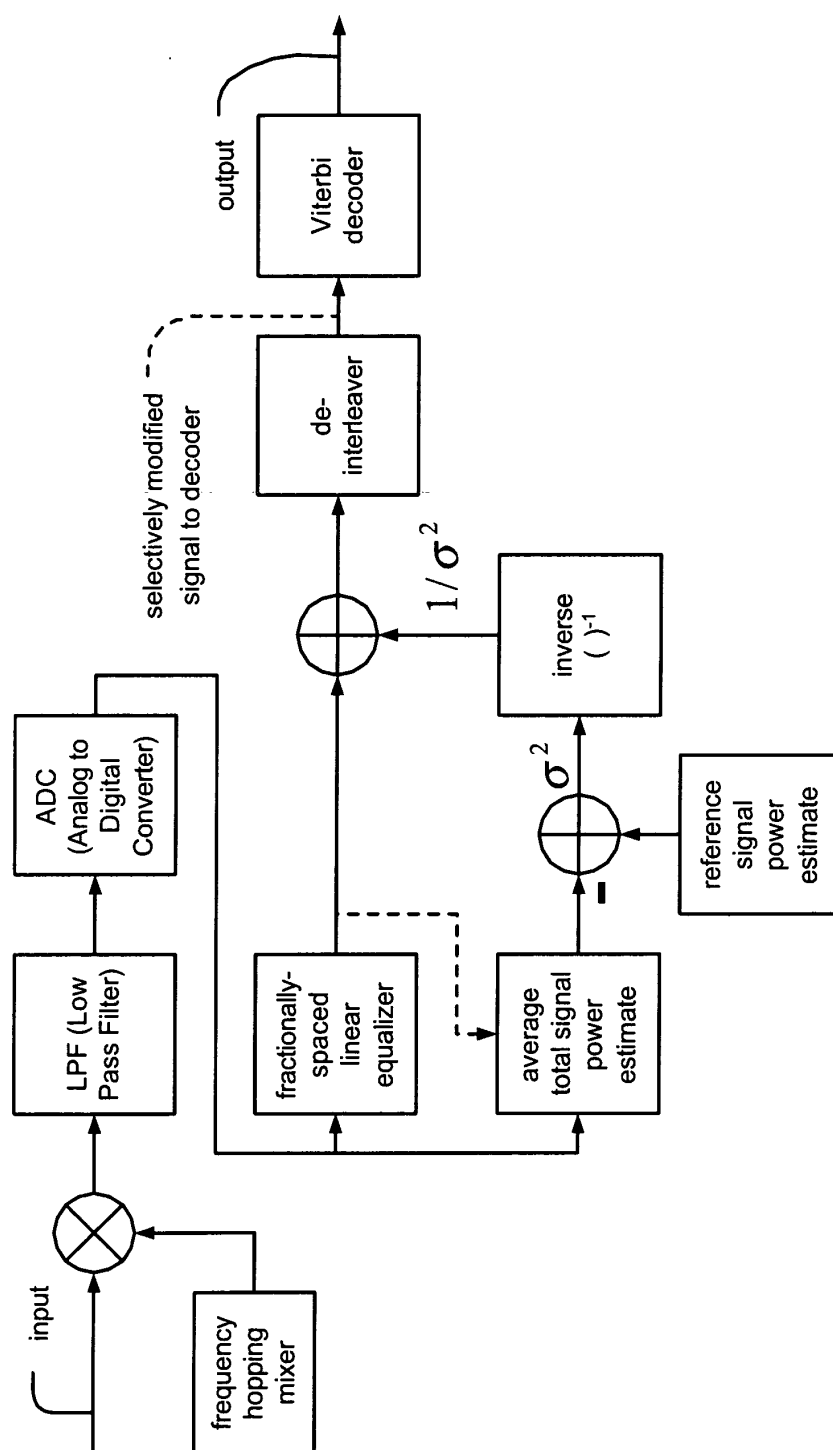 input
frequency
hopping
mixer
LPF (Low
Pass Filter)
ADC
(Analog to
Digital
Converter)
fractionally-
spaced
linear
equalizer
average
total signal
power
estimate
-
reference
signal
power
estimate
σ²
inverse
( )⁻¹
1/σ²
de-
interleaver
selectively modified
signal to decoder
Viterbi
decoder
output